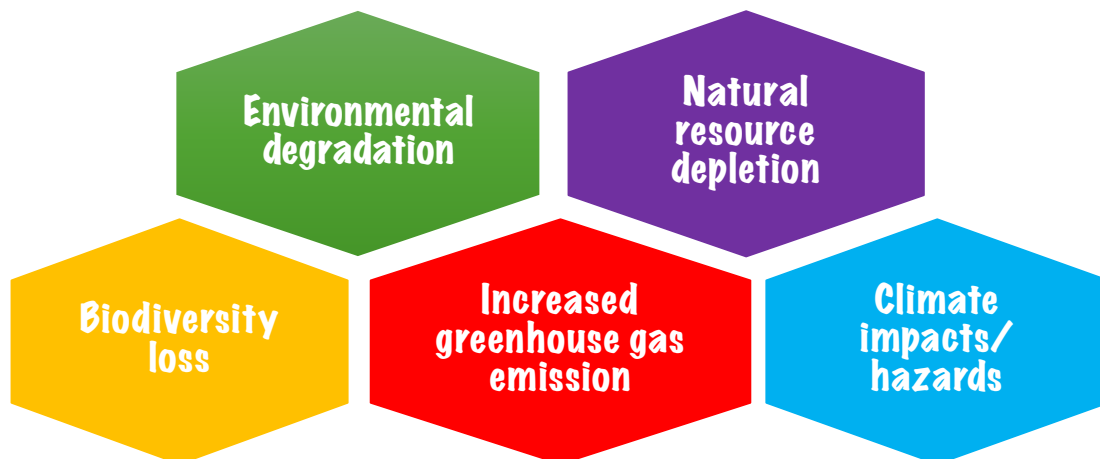 Environmental
degradation
Natural
resource
depletion
Biodiversity
loss
Increased
greenhouse gas
emission
Climate
impacts/
hazards